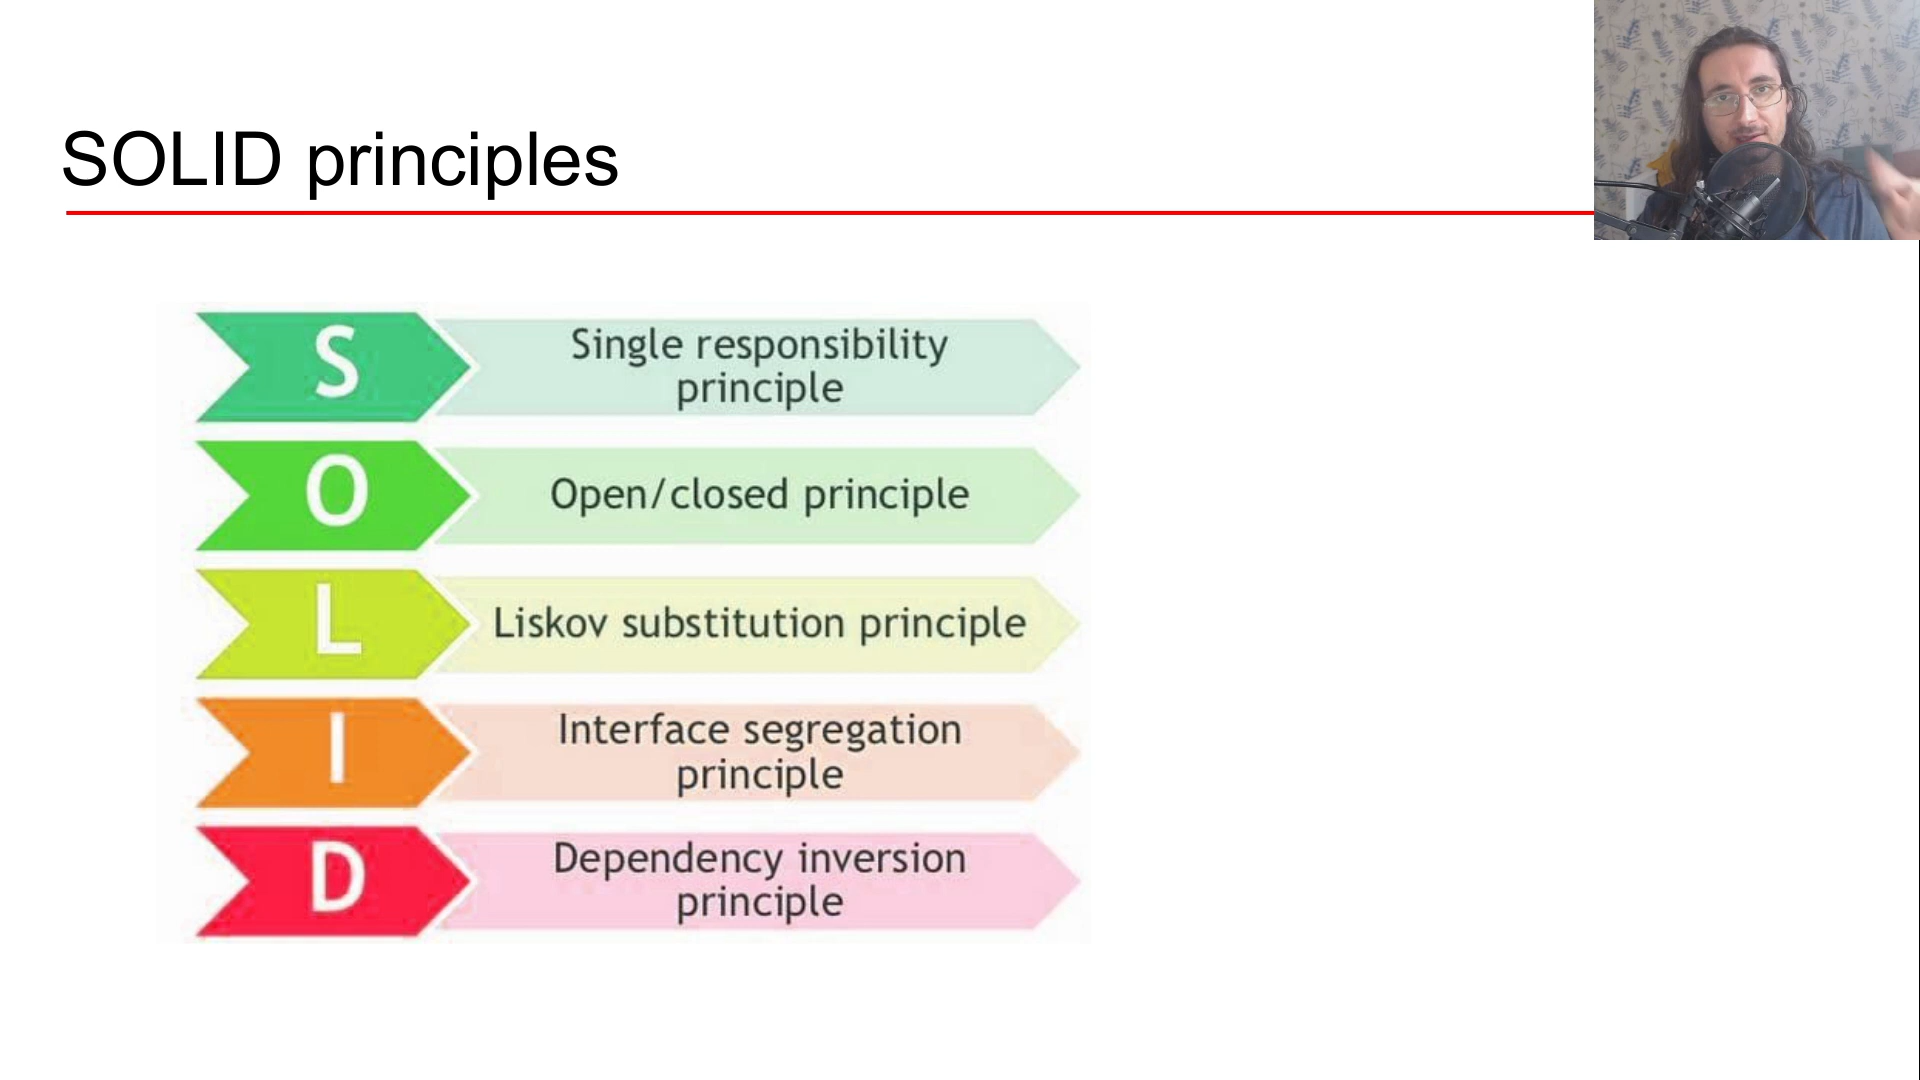 SOLID principles
S
Single responsibility
principle
O
Open/closed principle
L
Liskov substitution principle
I
Interface segregation
principle
D
Dependency inversion
principle